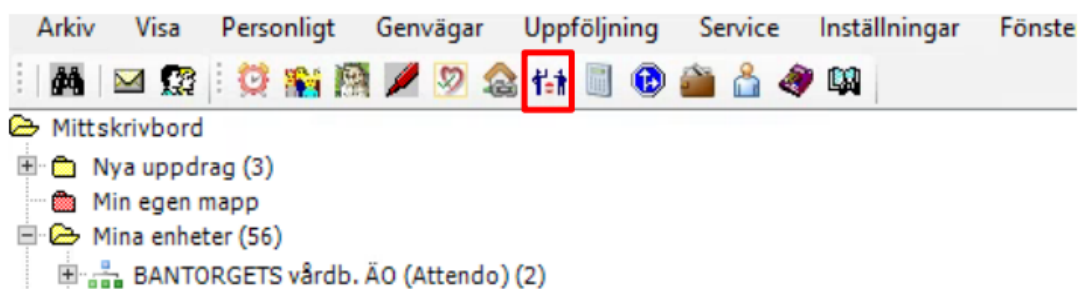 Arkiv Visa Personligt Genvägar Uppföljning Service Inställningar Fönste
Mittskrivbord
Nya uppdrag (3)
Min egen mapp
Mina enheter (56)
BANTORGETS vårdb. ÄO (Attendo) (2)